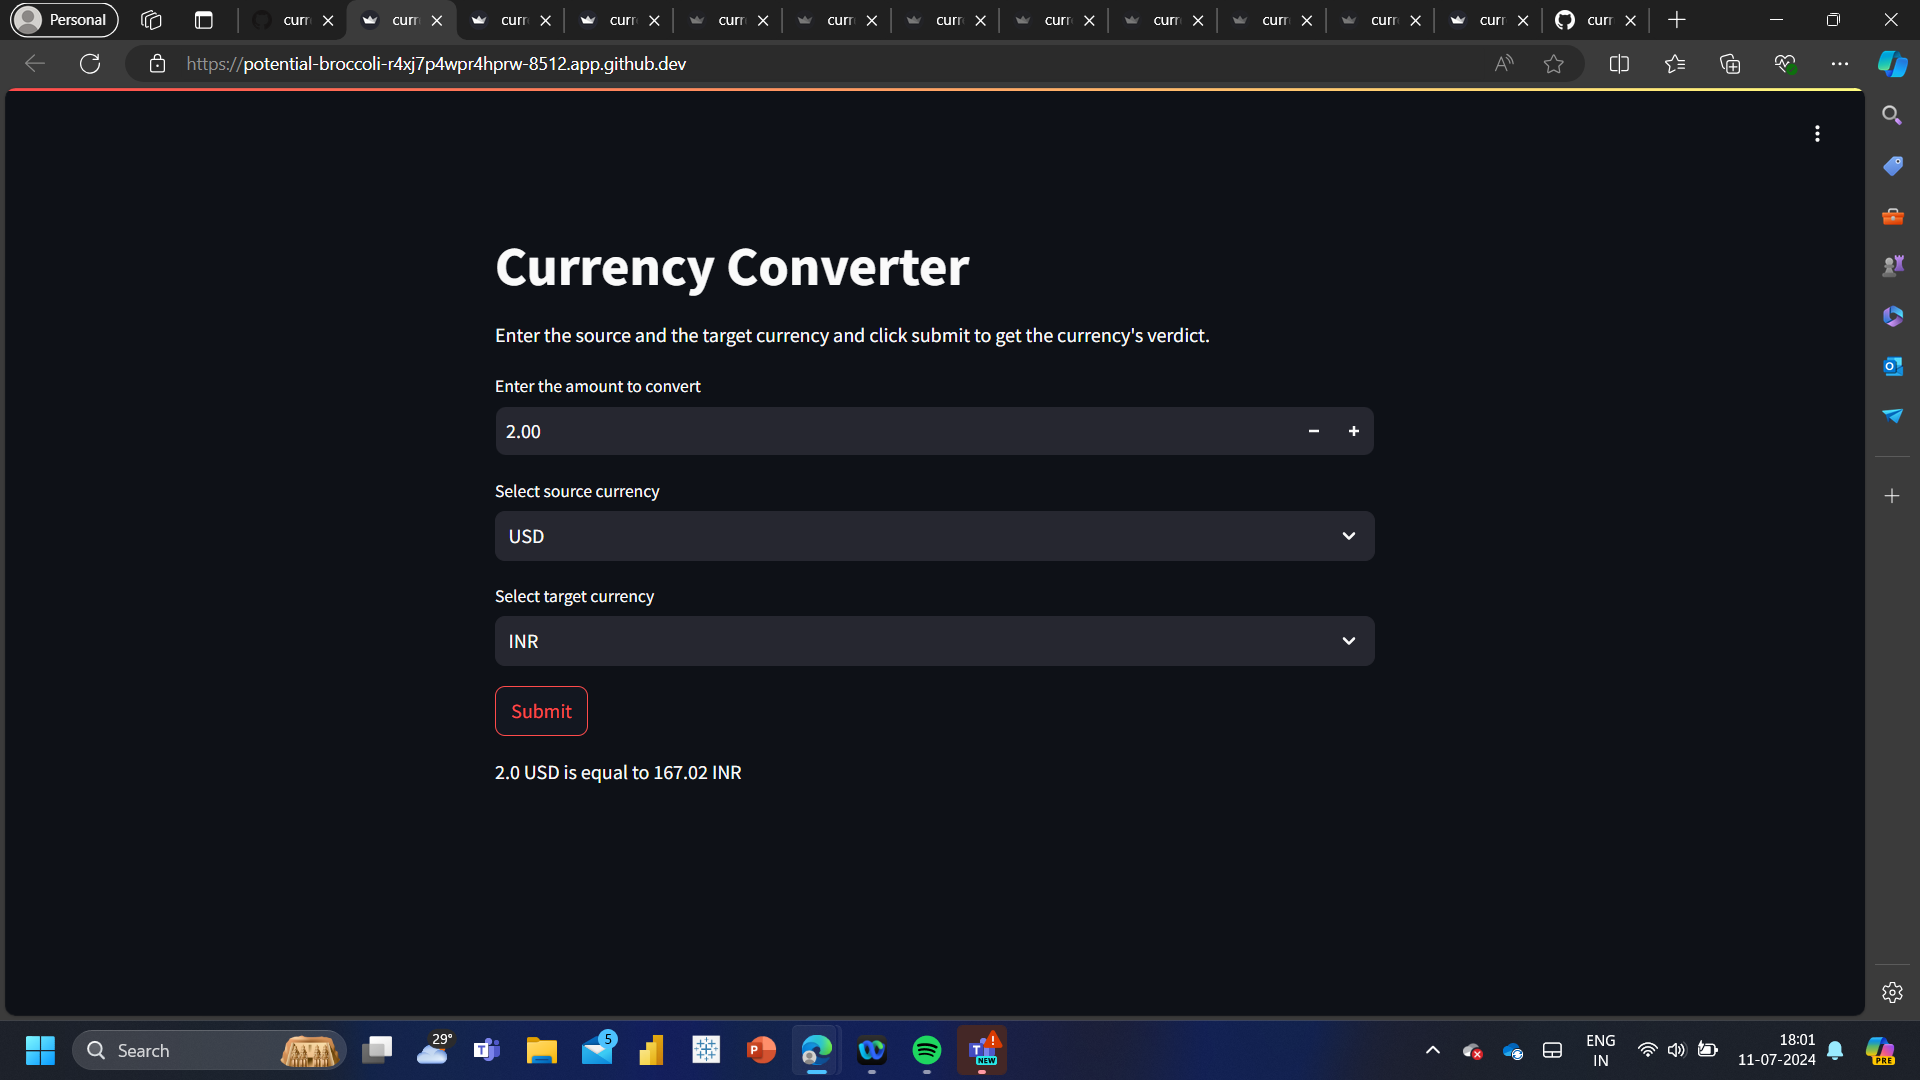 Personal
curr
curr
curr
curr
curr
curr
curr
curr
curr
curr
curr
curr
curr
https://potential-broccoli-r4xj7p4wpr4hprw-8512.app.github.dev
Currency Converter
Enter the source and the target currency and click submit to get the currency's verdict.
Enter the amount to convert
2.00
Select source currency
USD
Select target currency
INR
Submit
2.0 USD is equal to 167.02 INR
Search
29°
5
NEW
ENG
IN
18:01
11-07-2024
PRE